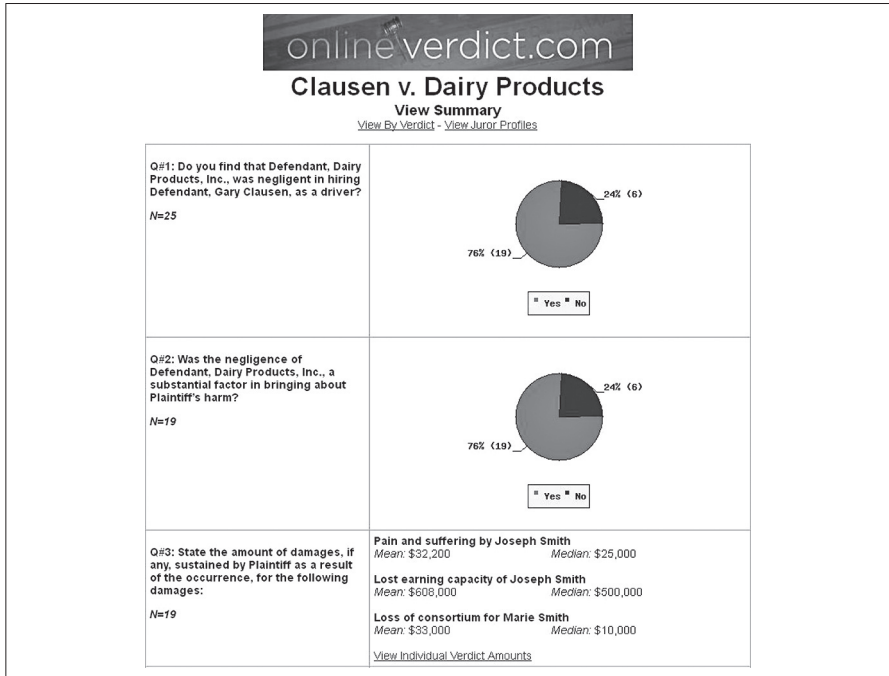 onlineverdict.com
Clausen v. Dairy Products
View Summary
View By Verdict - View Juror Profiles
Q#1: Do you find that Defendant, Dairy
Products, Inc., was negligent in hiring
Defendant, Gary Clausen, as a driver?
N=25
24% (6)
76% (19)
Yes No
Q#2: Was the negligence of
Defendant, Dairy Products, Inc., a
substantial factor in bringing about
Plaintiff's harm?
N=19
24% (6)
76% (19)
Yes No
Q#3: State the amount of damages, if
any, sustained by Plaintiff as a result
of the occurrence, for the following
damages:
N=19
Pain and suffering by Joseph Smith
Mean: $32,200 Median: $25,000
Lost earning capacity of Joseph Smith
Mean: $608,000 Median: $500,000
Loss of consortium for Marie Smith
Mean: $33,000 Median: $10,000
View Individual Verdict Amounts